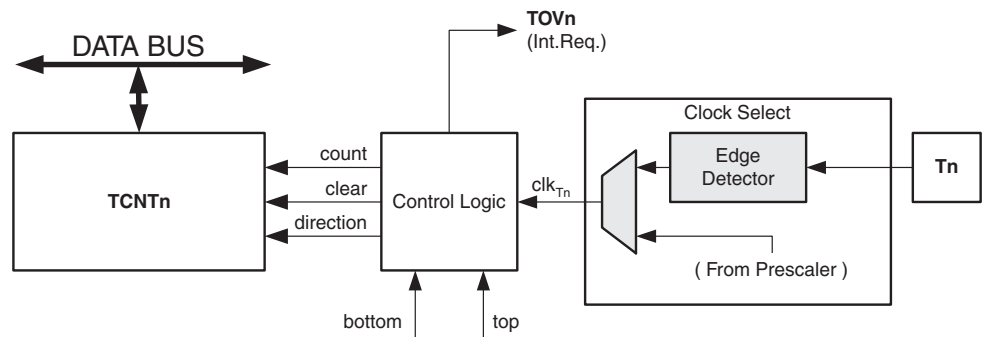 TOVn
(Int.Req.)
DATA BUS
Clock Select
count
clear
direction
TCNTn
Control Logic
clkTn
Edge
Detector
Tn
( From Prescaler )
bottom
top